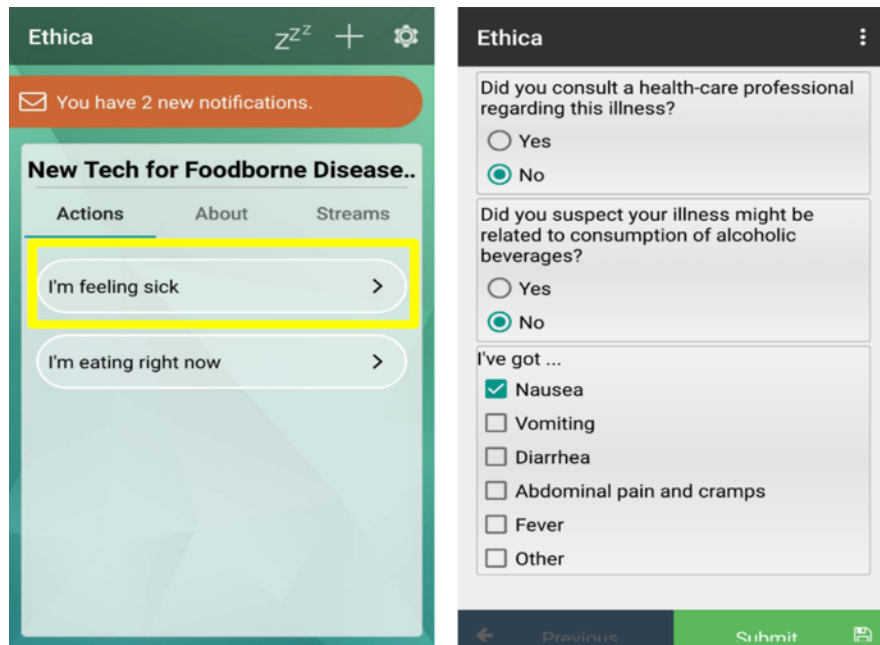 Ethica
zzz
You have 2 new notifications.
New Tech for Foodborne Disease..
Actions About Streams
I'm feeling sick
I'm eating right now
Ethica
Did you consult a health-care professional
regarding this illness?
Yes
No
Did you suspect your illness might be
related to consumption of alcoholic
beverages?
Yes
No
I've got ...
Nausea
Vomiting
Diarrhea
Abdominal pain and cramps
Fever
Other
Previous Submit